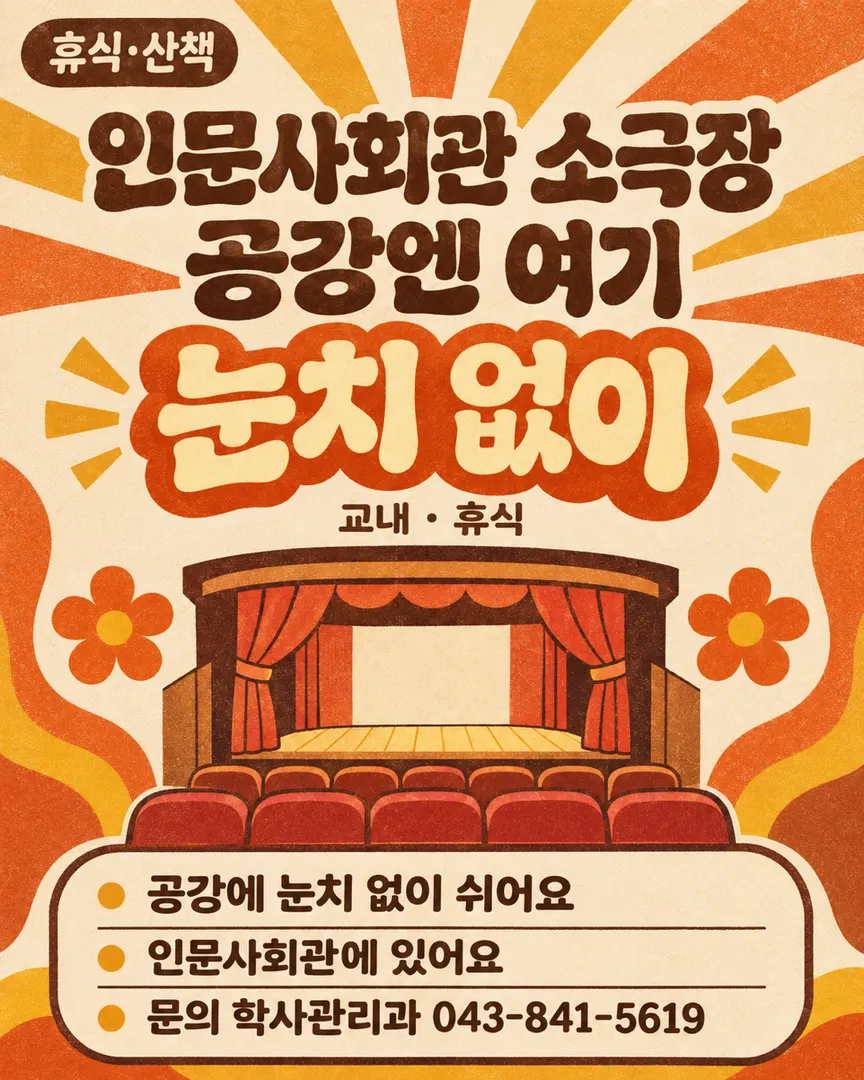 휴식·산책
인문사회관 소극장
공강엔 여기
눈치 없이
교내 · 휴식
공강에 눈치 없이 쉬어요
인문사회관에 있어요
문의 학사관리과 043-841-5619